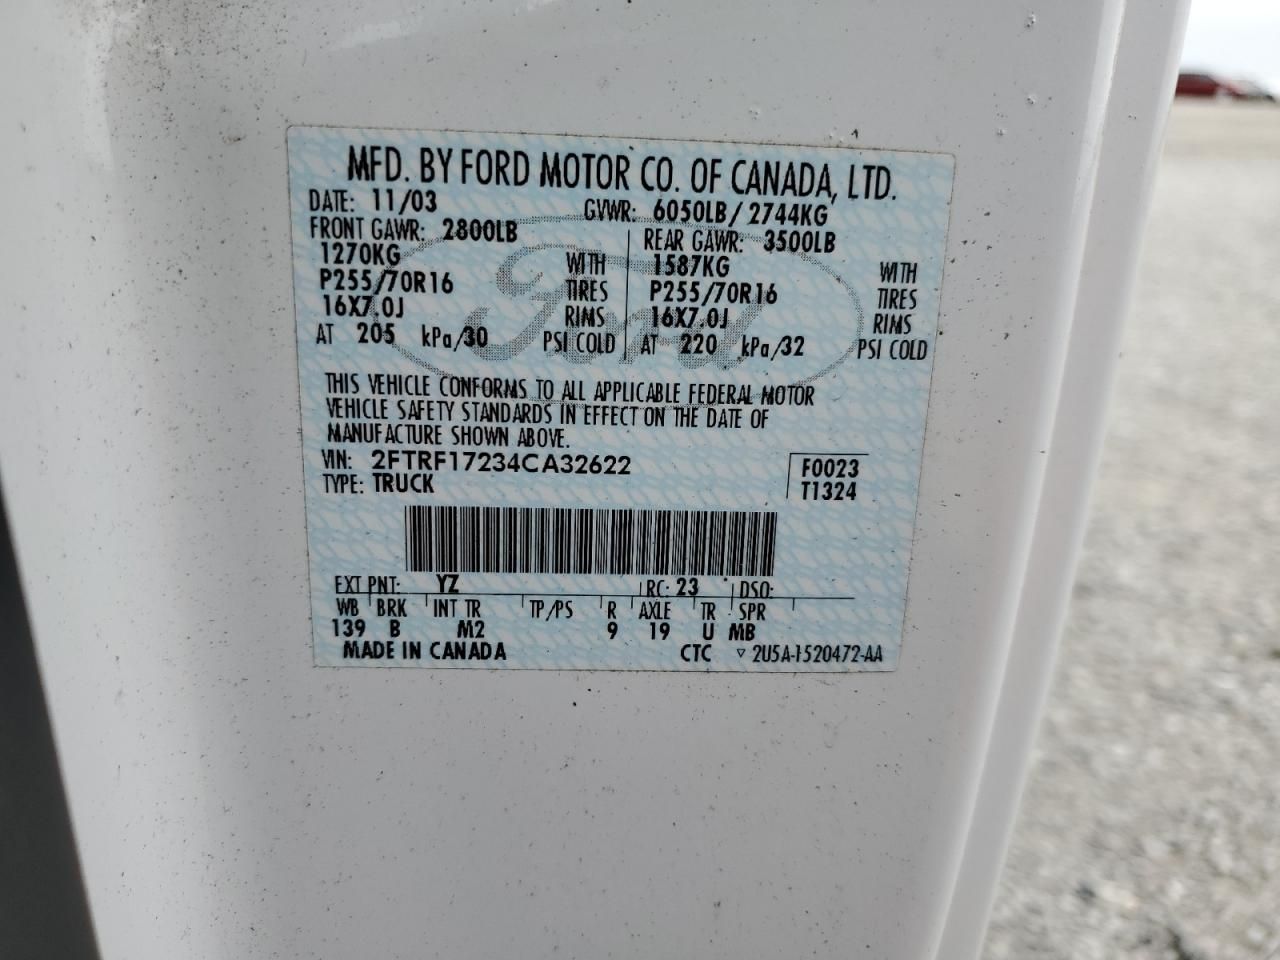 MFD. BY FORD MOTOR CO. OF CANADA, LTD.
DATE: 11/03 GVWR: 6050LB/2744KG
FRONT GAWR: 2800LB REAR GAWR: 3500LB
1270KG WITH 1587KG WITH
P255/70R16 TIRES P255/70R16 TIRES
16X7.0J RIMS 16X7.0J RIMS
AT 205 kPa/30 PSI COLD AT 220 kPa/32 PSI COLD
Ford
THIS VEHICLE CONFORMS TO ALL APPLICABLE FEDERAL MOTOR
VEHICLE SAFETY STANDARDS IN EFFECT ON THE DATE OF
MANUFACTURE SHOWN ABOVE.
VIN: 2FTRF17234CA32622 F0023
TYPE: TRUCK T1324
EXT PNT: YZ RC: 23 DSO:
WB BRK INT TR TP/PS R AXLE TR SPR
139 B M2 9 19 U MB
MADE IN CANADA CTC ▽ 2U5A-1520472-AA